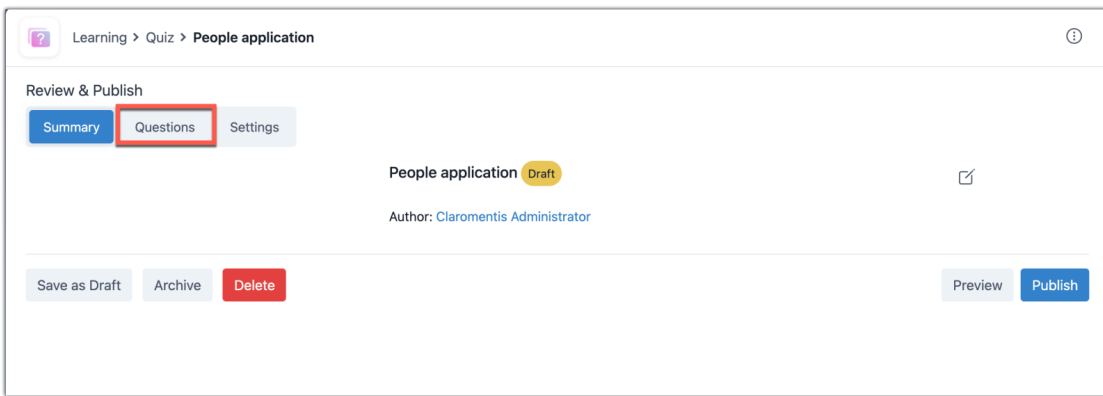 Learning > Quiz > People application
Review & Publish
Summary Questions Settings
People application Draft
Author: Claromentis Administrator
Save as Draft Archive Delete Preview Publish